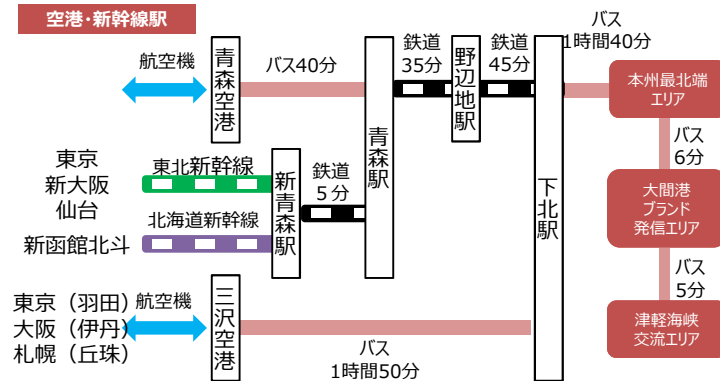 空港・新幹線駅
航空機
青森空港
バス40分
青森駅
鉄道
35分
野辺地駅
鉄道
45分
下北駅
バス
1時間40分
本州最北端
エリア
バス
6分
大間港
ブランド
発信エリア
バス
5分
津軽海峡
交流エリア
東京
新大阪
仙台
東北新幹線
新青森駅
鉄道
5分
新函館北斗
北海道新幹線
東京（羽田）
大阪（伊丹）
札幌（丘珠）
航空機
三沢空港
バス
1時間50分